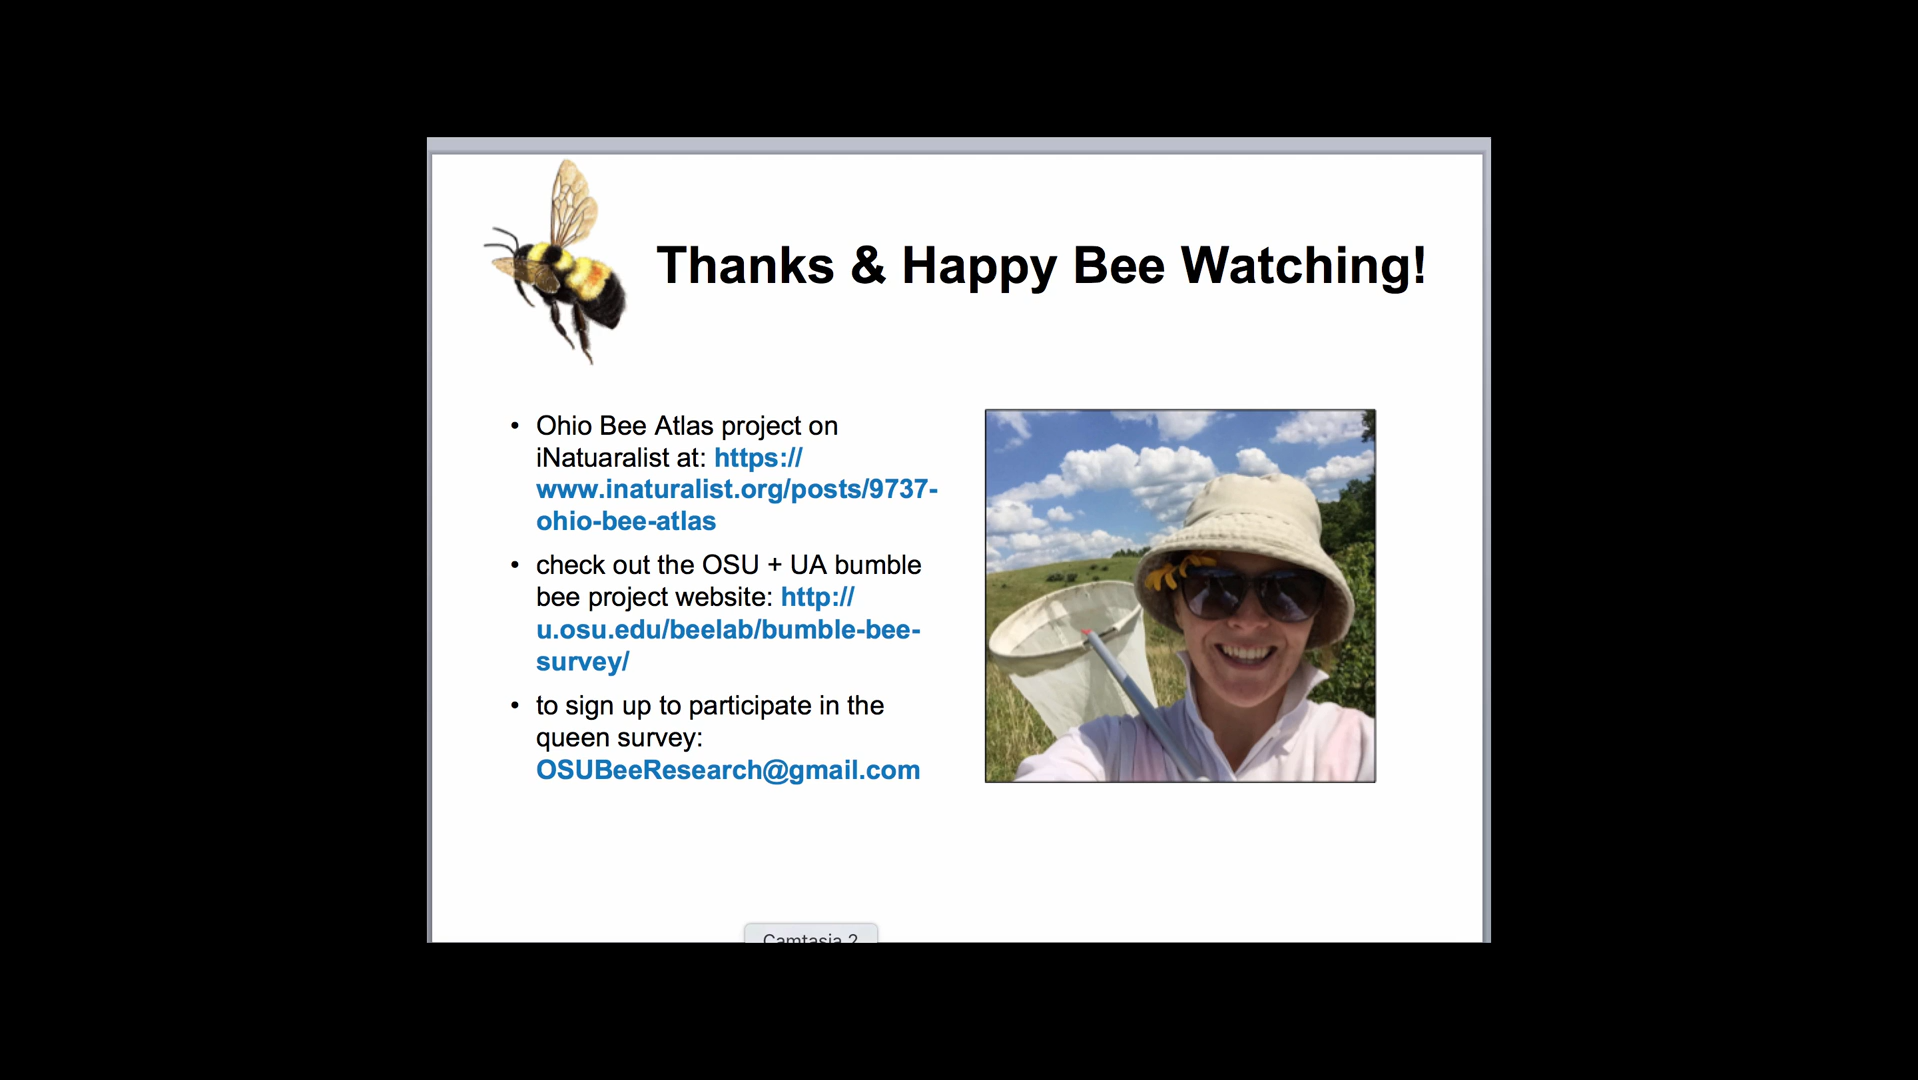 Thanks & Happy Bee Watching!
• Ohio Bee Atlas project on
iNatuaralist at: https://
www.inaturalist.org/posts/9737-
ohio-bee-atlas
• check out the OSU + UA bumble
bee project website: http://
u.osu.edu/beelab/bumble-bee-
survey/
• to sign up to participate in the
queen survey:
OSUBeeResearch@gmail.com
Camtasia 2